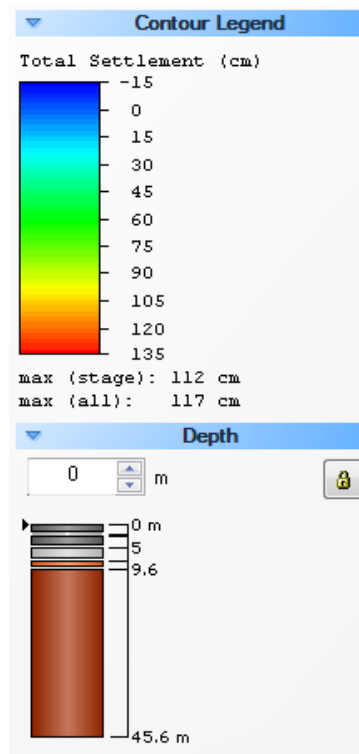 Contour Legend
Total Settlement (cm)
-15
0
15
30
45
60
75
90
105
120
135
max (stage): 112 cm
max (all): 117 cm
Depth
0 m
0 m
5
9.6
45.6 m